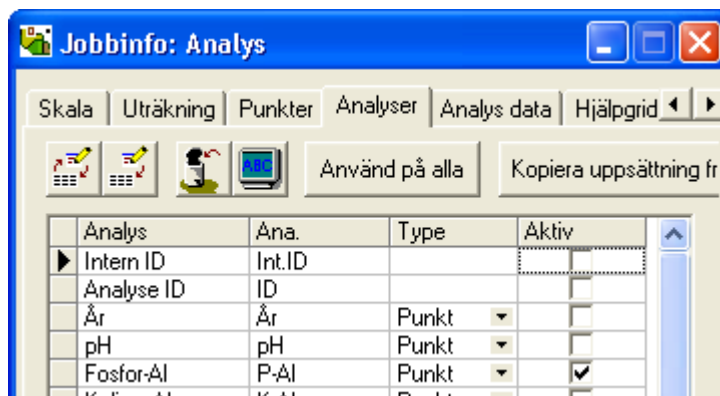 Jobbinfo: Analys
Skala Uträkning Punkter Analyser Analys data Hjälpgrid
ABC Använd på alla Kopiera uppsättning fr
Analys Ana. Type Aktiv
Intern ID Int.ID
Analyse ID ID
År År Punkt
pH pH Punkt
Fosfor-Al P-Al Punkt